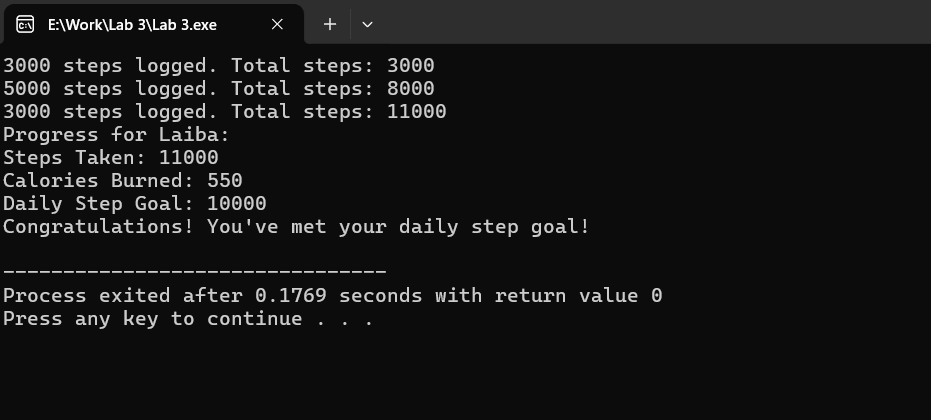 E:\Work\Lab 3\Lab 3.exe
3000 steps logged. Total steps: 3000
5000 steps logged. Total steps: 8000
3000 steps logged. Total steps: 11000
Progress for Laiba:
Steps Taken: 11000
Calories Burned: 550
Daily Step Goal: 10000
Congratulations! You've met your daily step goal!
--------------------------------
Process exited after 0.1769 seconds with return value 0
Press any key to continue . . .